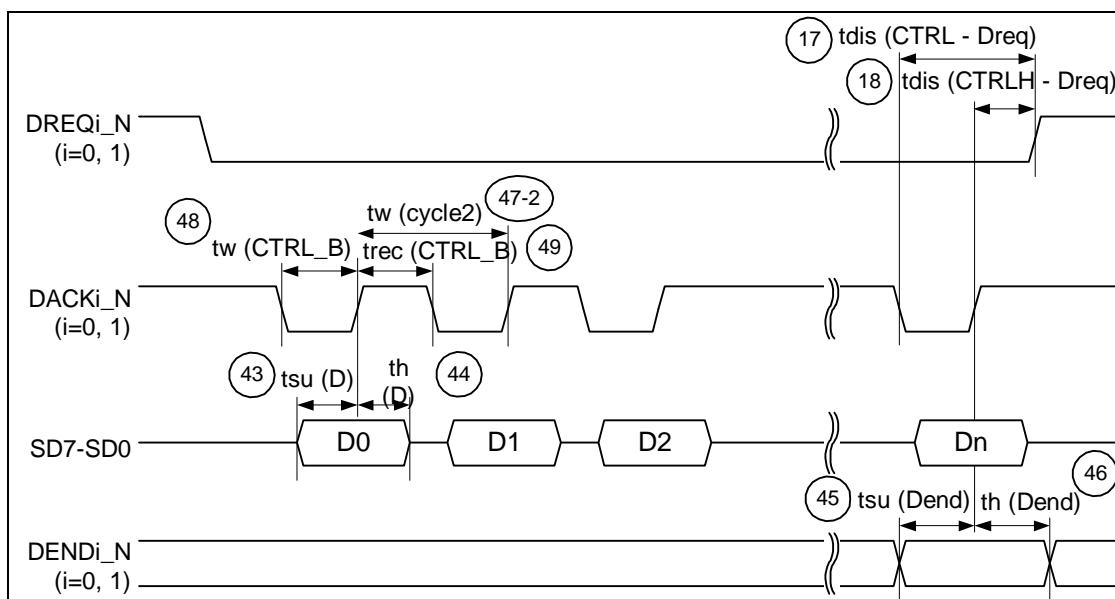 17 tdis (CTRL - Dreq)
18 tdis (CTRLH - Dreq)
DREQi_N
(i=0, 1)
47-2
48 tw (cycle2)
49
tw (CTRL_B) trec (CTRL_B)
DACKi_N
(i=0, 1)
43 tsu (D) th (D) 44
SD7-SD0 D0 D1 D2 Dn
46
45 tsu (Dend) th (Dend)
DENDi_N
(i=0, 1)